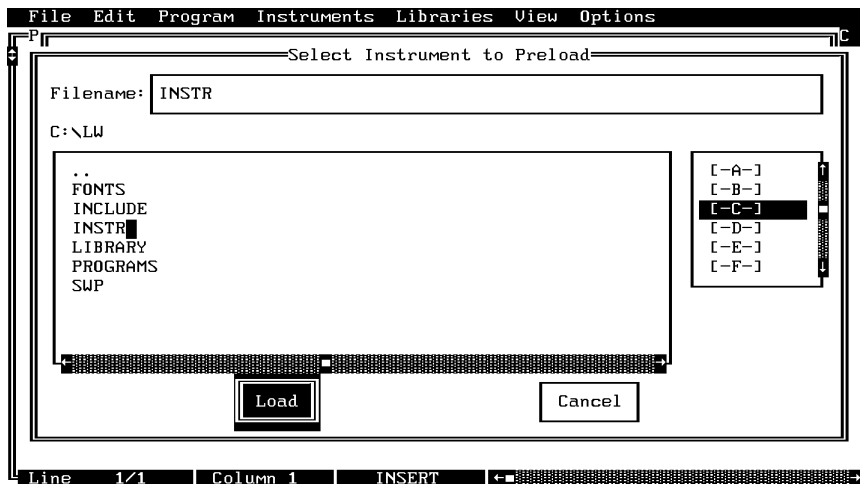 File Edit Program Instruments Libraries View Options
P C
Select Instrument to Preload
Filename: INSTR
C:\LW
..
FONTS
INCLUDE
INSTR
LIBRARY
PROGRAMS
SWP
[-A-]
[-B-]
[-C-]
[-D-]
[-E-]
[-F-]
Load Cancel
Line 1/1 Column 1 INSERT